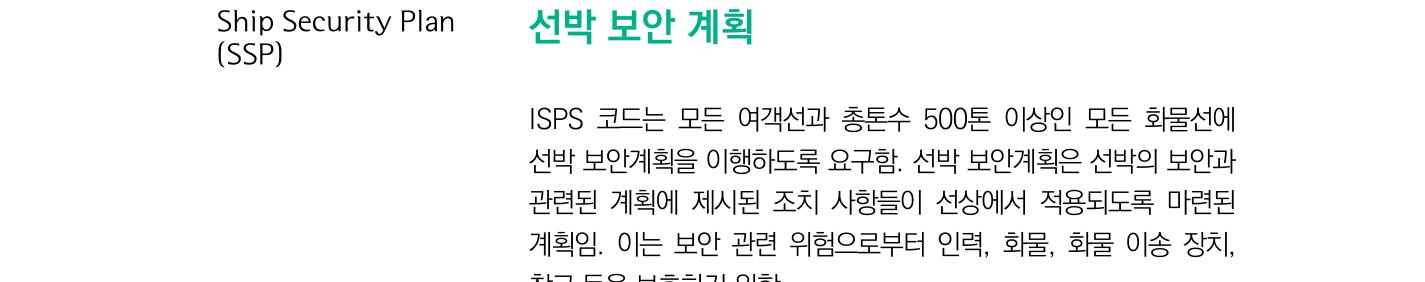 Ship Security Plan
(SSP)
선박 보안 계획
ISPS 코드는 모든 여객선과 총톤수 500톤 이상인 모든 화물선에
선박 보안계획을 이행하도록 요구함. 선박 보안계획은 선박의 보안과
관련된 계획에 제시된 조치 사항들이 선상에서 적용되도록 마련된
계획임. 이는 보안 관련 위험으로부터 인력, 화물, 화물 이송 장치,